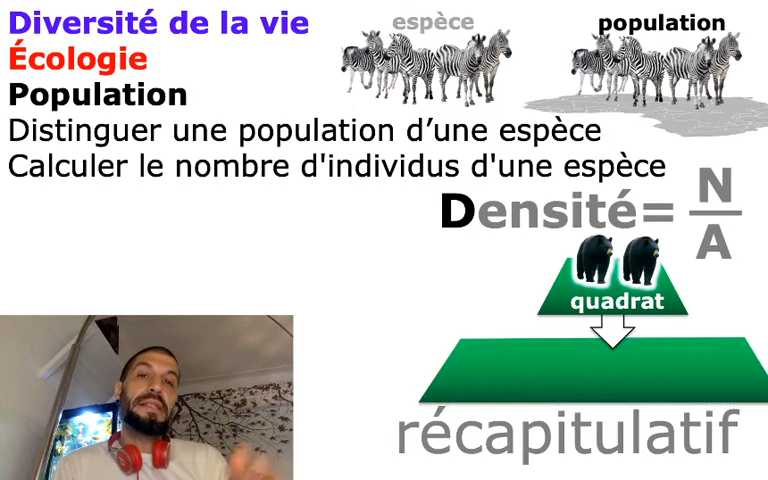 Diversité de la vie
Écologie
Population
Distinguer une population d’une espèce
Calculer le nombre d'individus d'une espèce
espèce
population
Densité= N
A
quadrat
récapitulatif